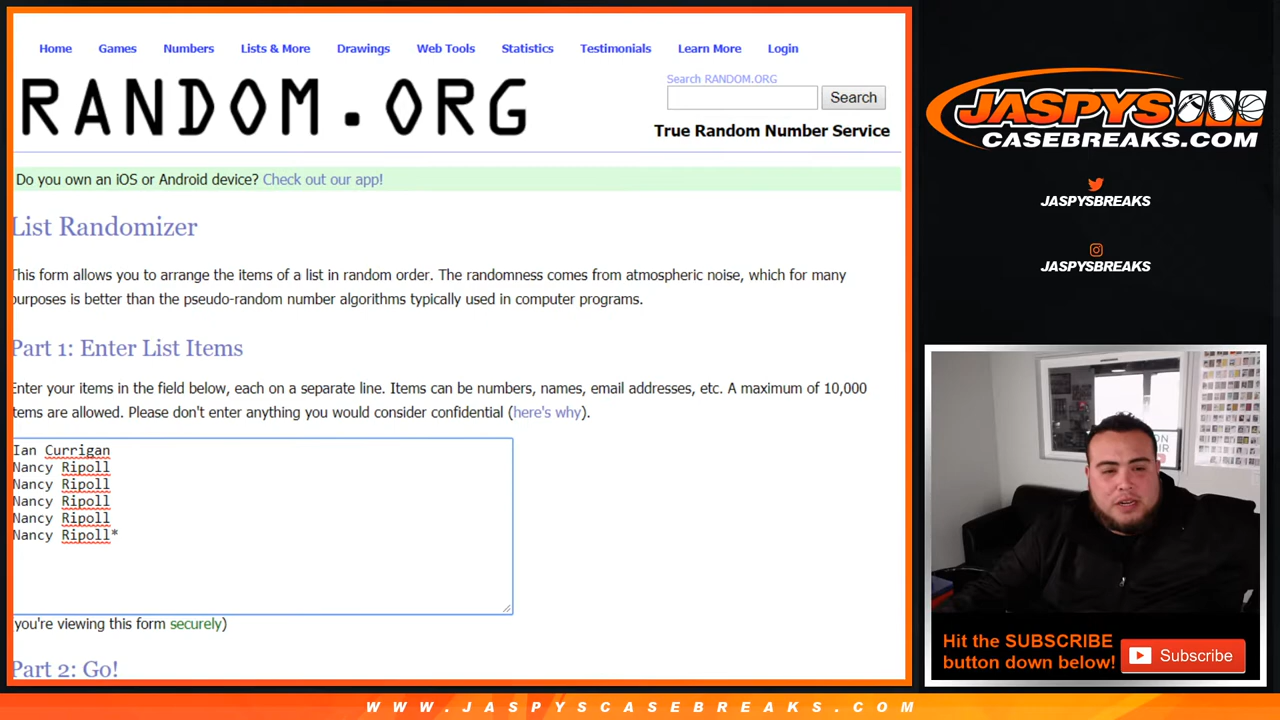 Home Games Numbers Lists & More Drawings Web Tools Statistics Testimonials Learn More Login
RANDOM.ORG
Search RANDOM.ORG
Search
True Random Number Service
Do you own an iOS or Android device? Check out our app!
List Randomizer
This form allows you to arrange the items of a list in random order. The randomness comes from atmospheric noise, which for many
purposes is better than the pseudo-random number algorithms typically used in computer programs.
Part 1: Enter List Items
Enter your items in the field below, each on a separate line. Items can be numbers, names, email addresses, etc. A maximum of 10,000
items are allowed. Please don't enter anything you would consider confidential (here's why).
Ian Currigan
Nancy Ripoll
Nancy Ripoll
Nancy Ripoll
Nancy Ripoll
Nancy Ripoll*
you're viewing this form securely)
Part 2: Go!
JASPYS
CASEBREAKS.COM
JASPYSBREAKS
JASPYSBREAKS
Hit the SUBSCRIBE
button down below!
Subscribe
WWW.JASPYSCASEBREAKS.COM